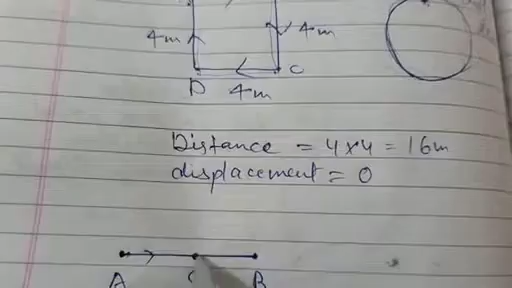 4m 4m
D C
4m
Distance = 4×4 = 16m
displacement = 0
A C B